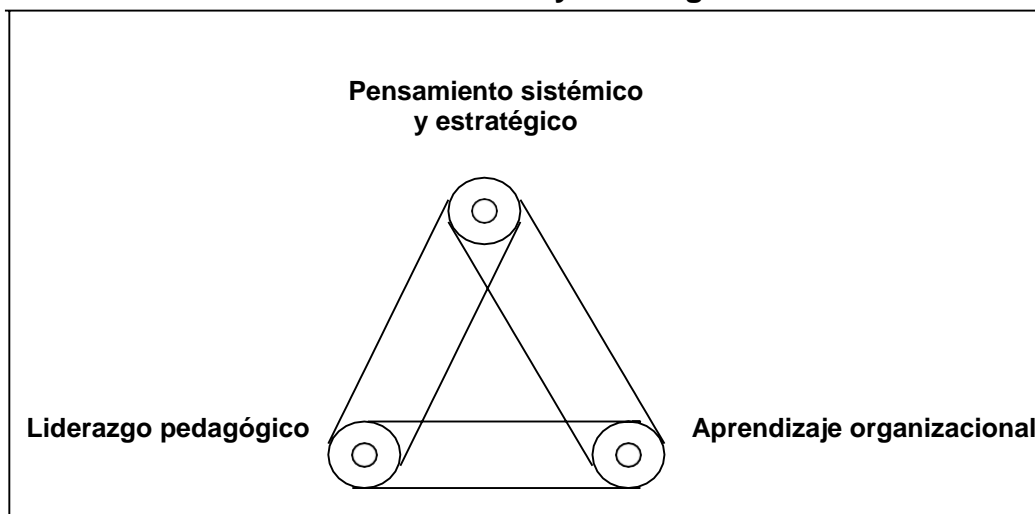 Pensamiento sistémico
y estratégico
Liderazgo pedagógico
Aprendizaje organizacional